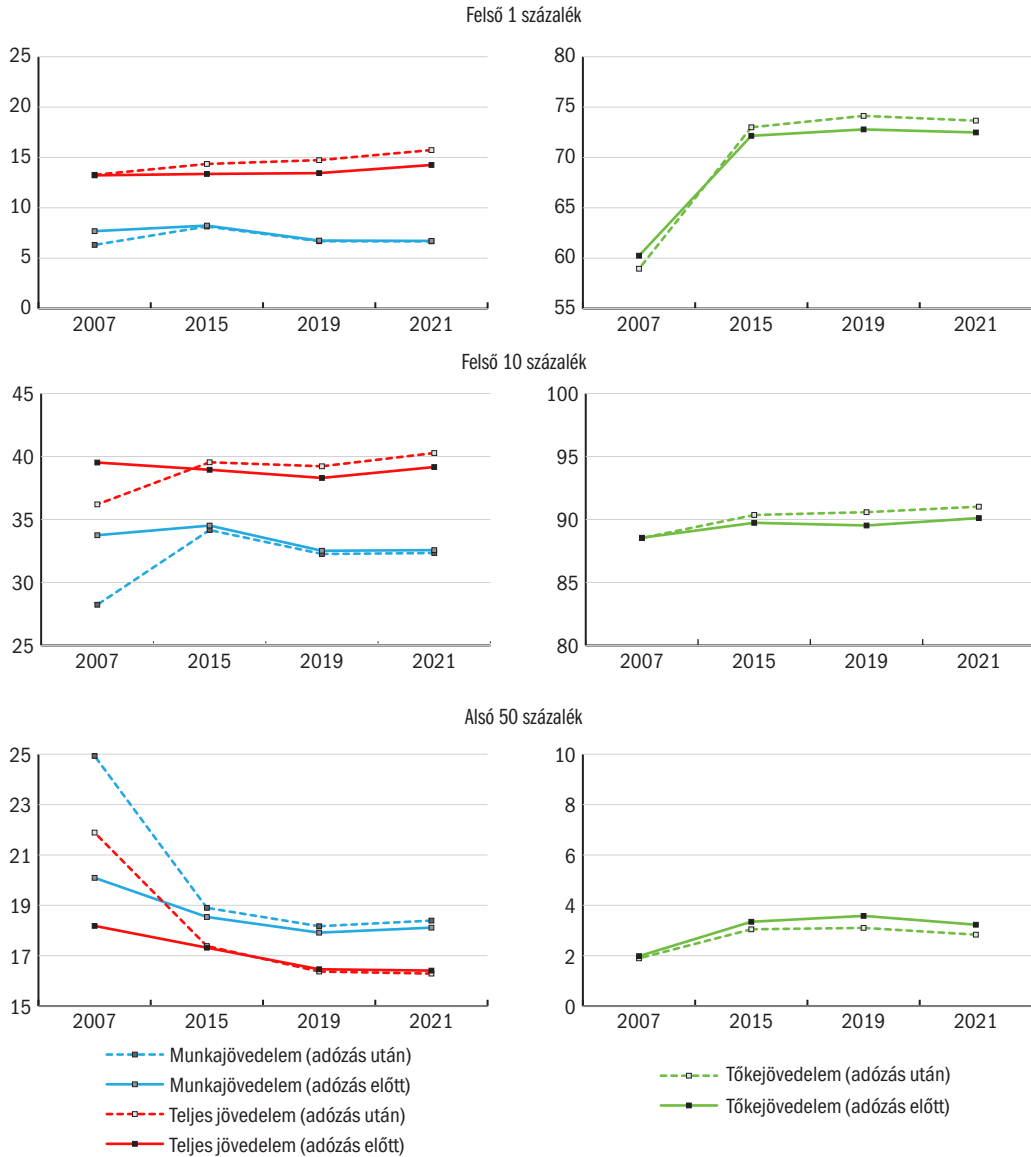 Felső 1 százalék
25
20
15
10
5
0
2007 2015 2019 2021
80
75
70
65
60
55
2007 2015 2019 2021
Felső 10 százalék
45
40
35
30
25
2007 2015 2019 2021
100
95
90
85
80
2007 2015 2019 2021
Alsó 50 százalék
25
23
21
19
17
15
2007 2015 2019 2021
10
8
6
4
2
0
2007 2015 2019 2021
Munkajövedelem (adózás után)
Munkajövedelem (adózás előtt)
Teljes jövedelem (adózás után)
Teljes jövedelem (adózás előtt)
Tőkejövedelem (adózás után)
Tőkejövedelem (adózás előtt)